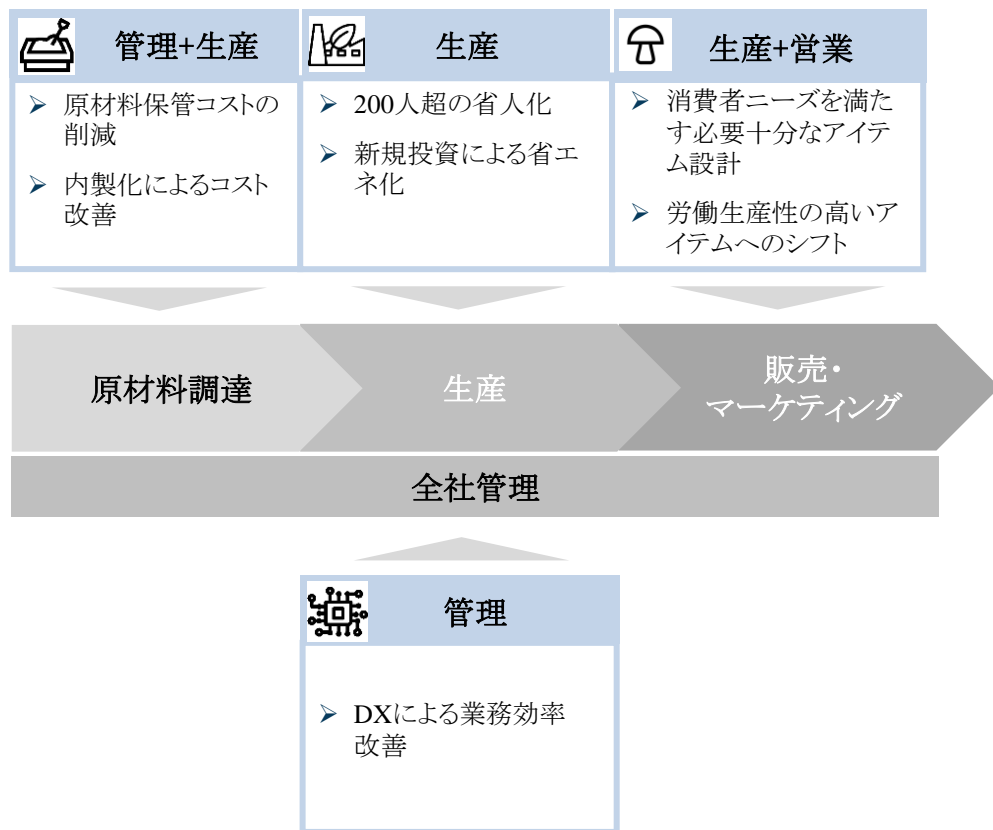 管理+生産
原材料保管コストの
削減
内製化によるコスト
改善
生産
200人超の省人化
新規投資による省エ
ネ化
生産+営業
消費者ニーズを満た
す必要十分なアイテ
ム設計
労働生産性の高いア
イテムへのシフト
原材料調達
生産
販売・
マーケティング
全社管理
管理
DXによる業務効率
改善